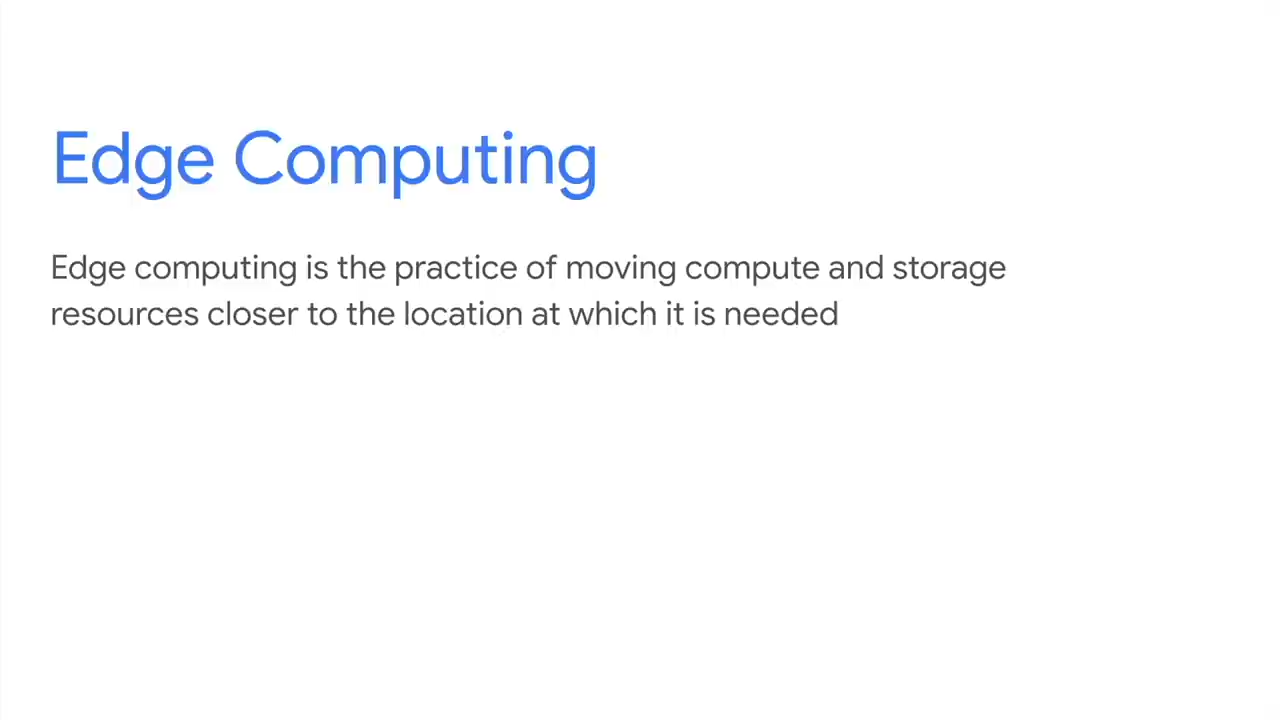 Edge Computing
Edge computing is the practice of moving compute and storage
resources closer to the location at which it is needed